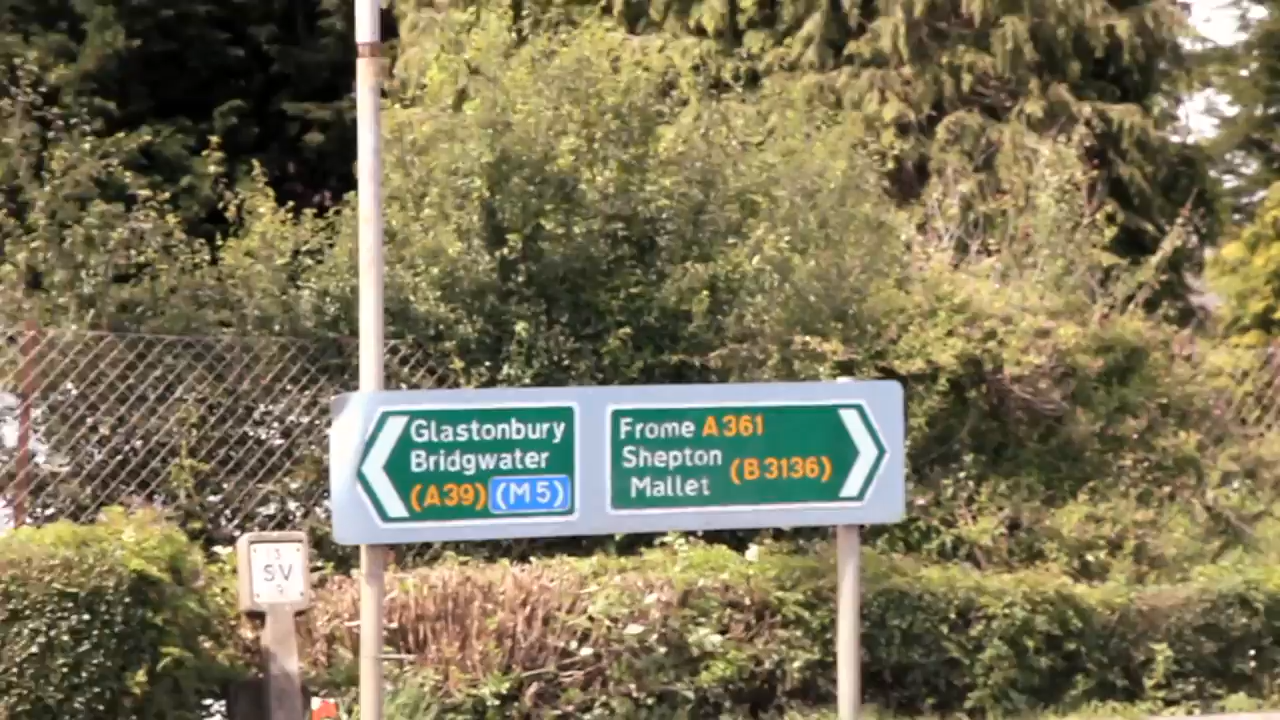 Glastonbury
Bridgwater
(A39) (M5)
Frome A361
Shepton
Mallet
(B3136)
SV